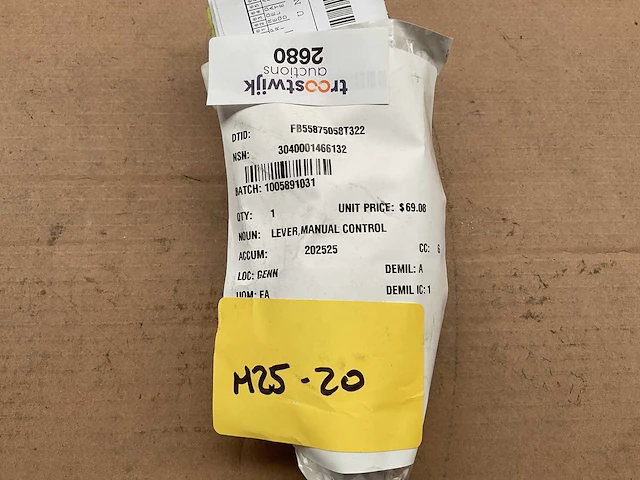 troostwijk
auctions
2680
DTID: FB55875058T322
NSN: 3040001466132
BATCH: 1005891031
QTY: 1 UNIT PRICE: $69.08
NOUN: LEVER,MANUAL CONTROL
ACCUM: 202525 CC: 6
LOC: GENN DEMIL: A
UOM: EA DEMIL IC: 1
M25-20